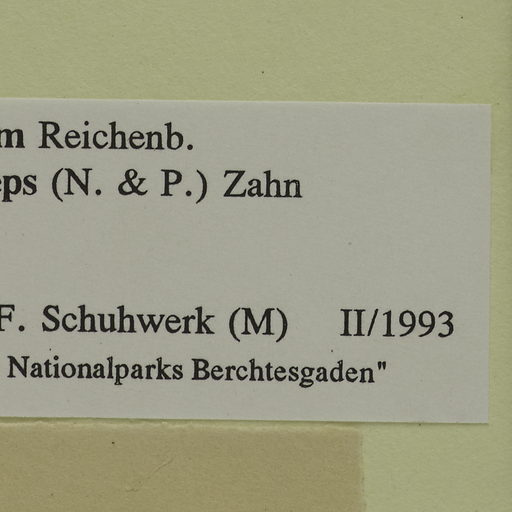 m Reichenb.
eps (N. & P.) Zahn
F. Schuhwerk (M) II/1993
Nationalparks Berchtesgaden"